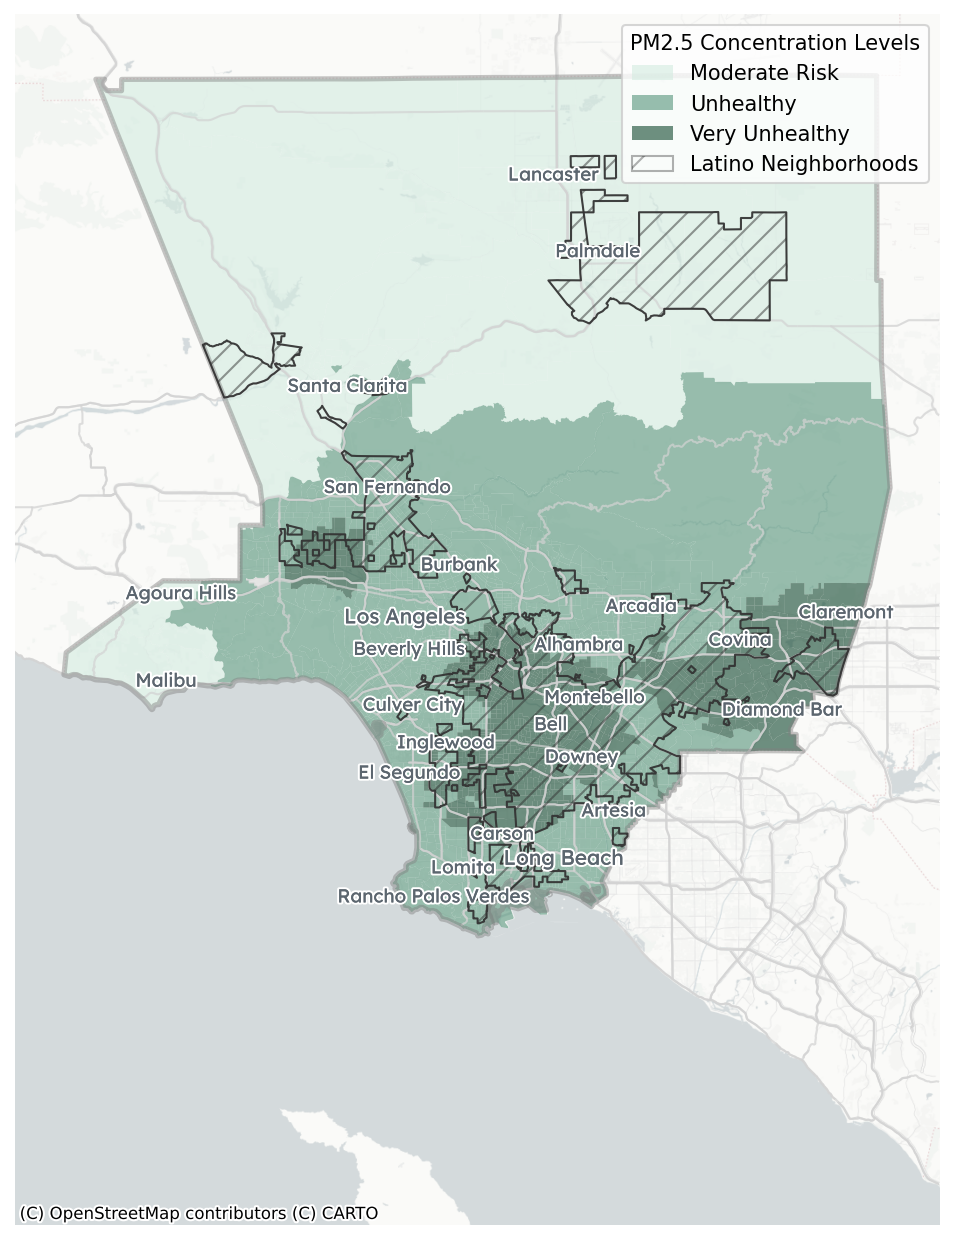 PM2.5 Concentration Levels
Moderate Risk
Unhealthy
Very Unhealthy
Latino Neighborhoods
Lancaster
Palmdale
Santa Clarita
San Fernando
Burbank
Agoura Hills
Arcadia
Claremont
Los Angeles
Covina
Alhambra
Beverly Hills
Malibu
Montebello
Culver City
Diamond Bar
Bell
Inglewood
Downey
El Segundo
Artesia
Carson
Long Beach
Lomita
Rancho Palos Verdes
(C) OpenStreetMap contributors (C) CARTO